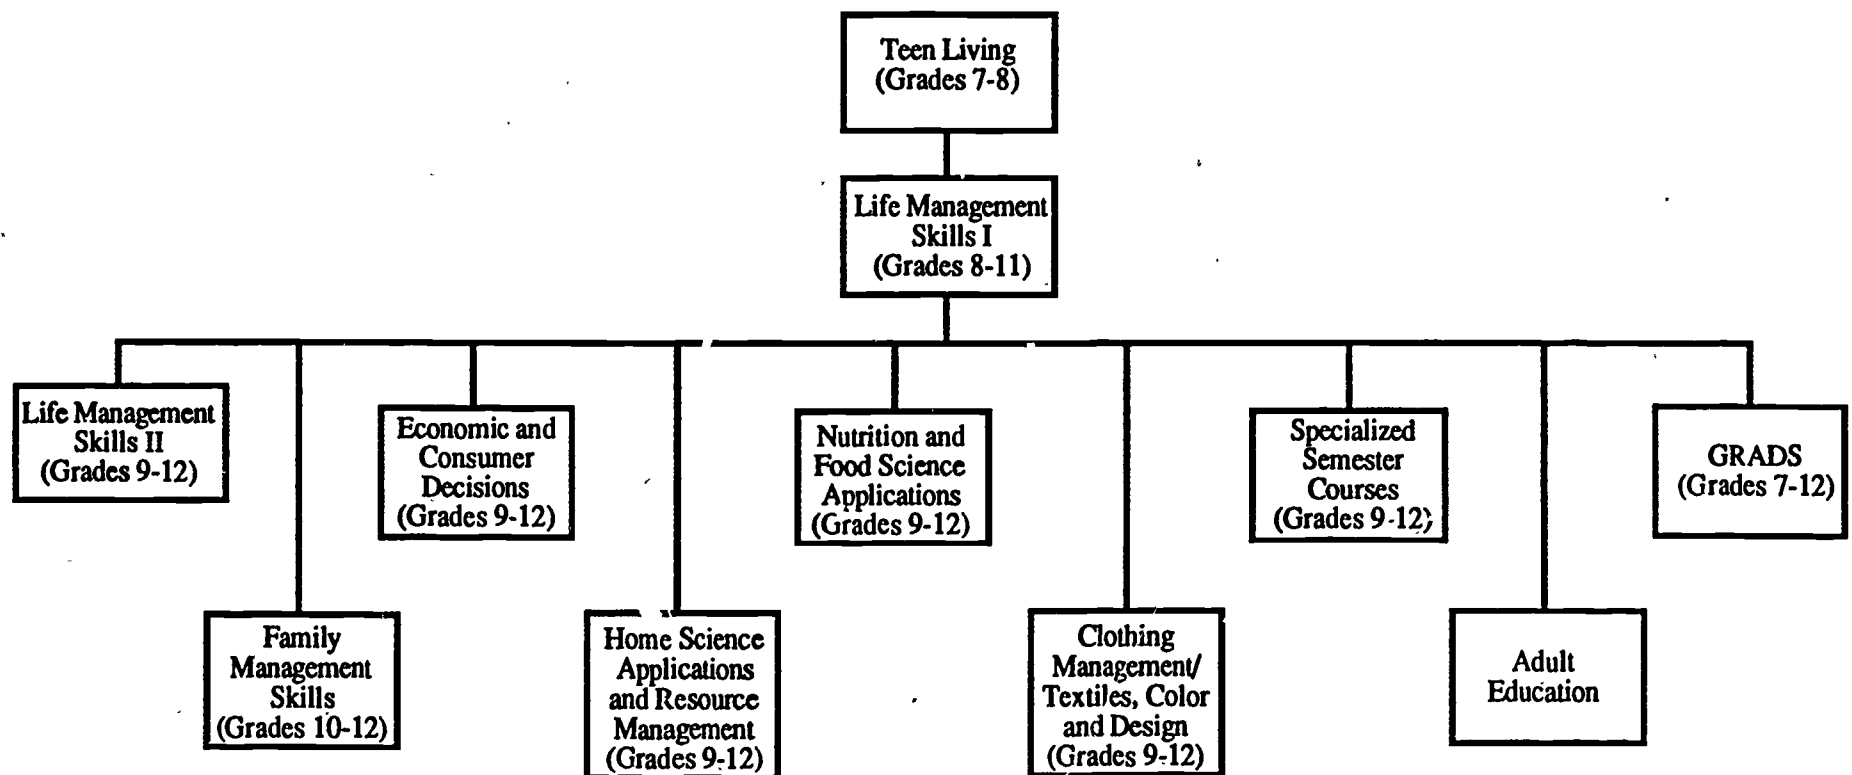 Teen Living
(Grades 7-8)
Life Management
Skills I
(Grades 8-11)
Life Management
Skills II
(Grades 9-12)
Economic and
Consumer
Decisions
(Grades 9-12)
Nutrition and
Food Science
Applications
(Grades 9-12)
Specialized
Semester
Courses
(Grades 9-12)
GRADS
(Grades 7-12)
Family
Management
Skills
(Grades 10-12)
Home Science
Applications
and Resource
Management
(Grades 9-12)
Clothing
Management/
Textiles, Color
and Design
(Grades 9-12)
Adult
Education